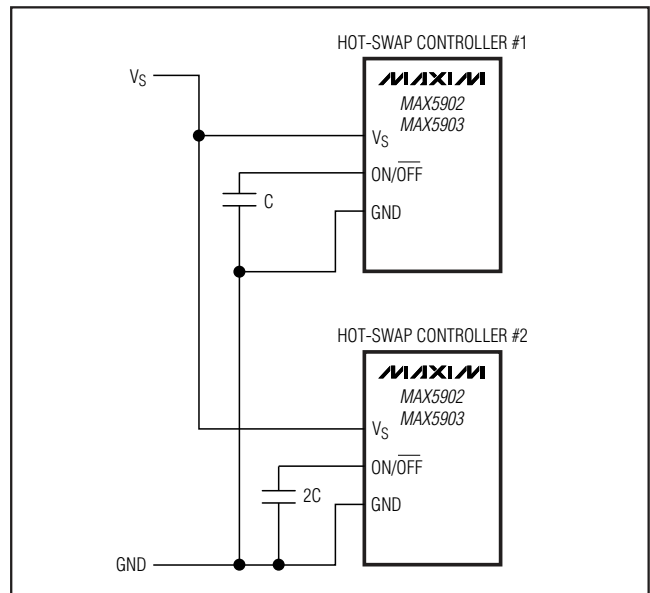 HOT-SWAP CONTROLLER #1
VS
MAXIM
MAX5902
MAX5903
VS
ON/OFF
C
GND
HOT-SWAP CONTROLLER #2
MAXIM
MAX5902
MAX5903
VS
ON/OFF
2C
GND
GND